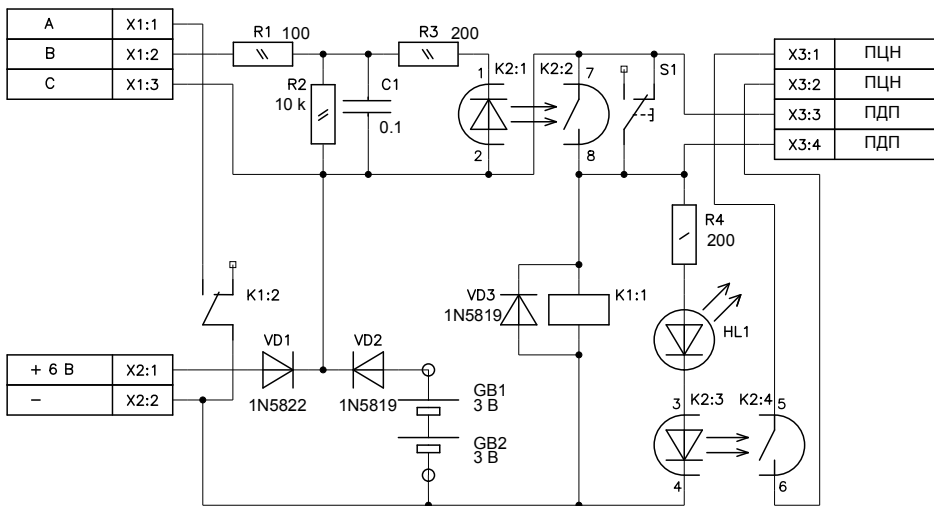 A X1:1
B X1:2
C X1:3
R1 100
R3 200
R2
10 k
C1
0.1
K2:1
1
2
K2:2
7
8
S1
X3:1 ПЦН
X3:2 ПЦН
X3:3 ПДП
X3:4 ПДП
R4
200
K1:2
VD3
1N5819
K1:1
HL1
+ 6 В X2:1
– X2:2
VD1
1N5822
VD2
1N5819
GB1
3 В
GB2
3 В
3 K2:3
4
K2:4 5
6